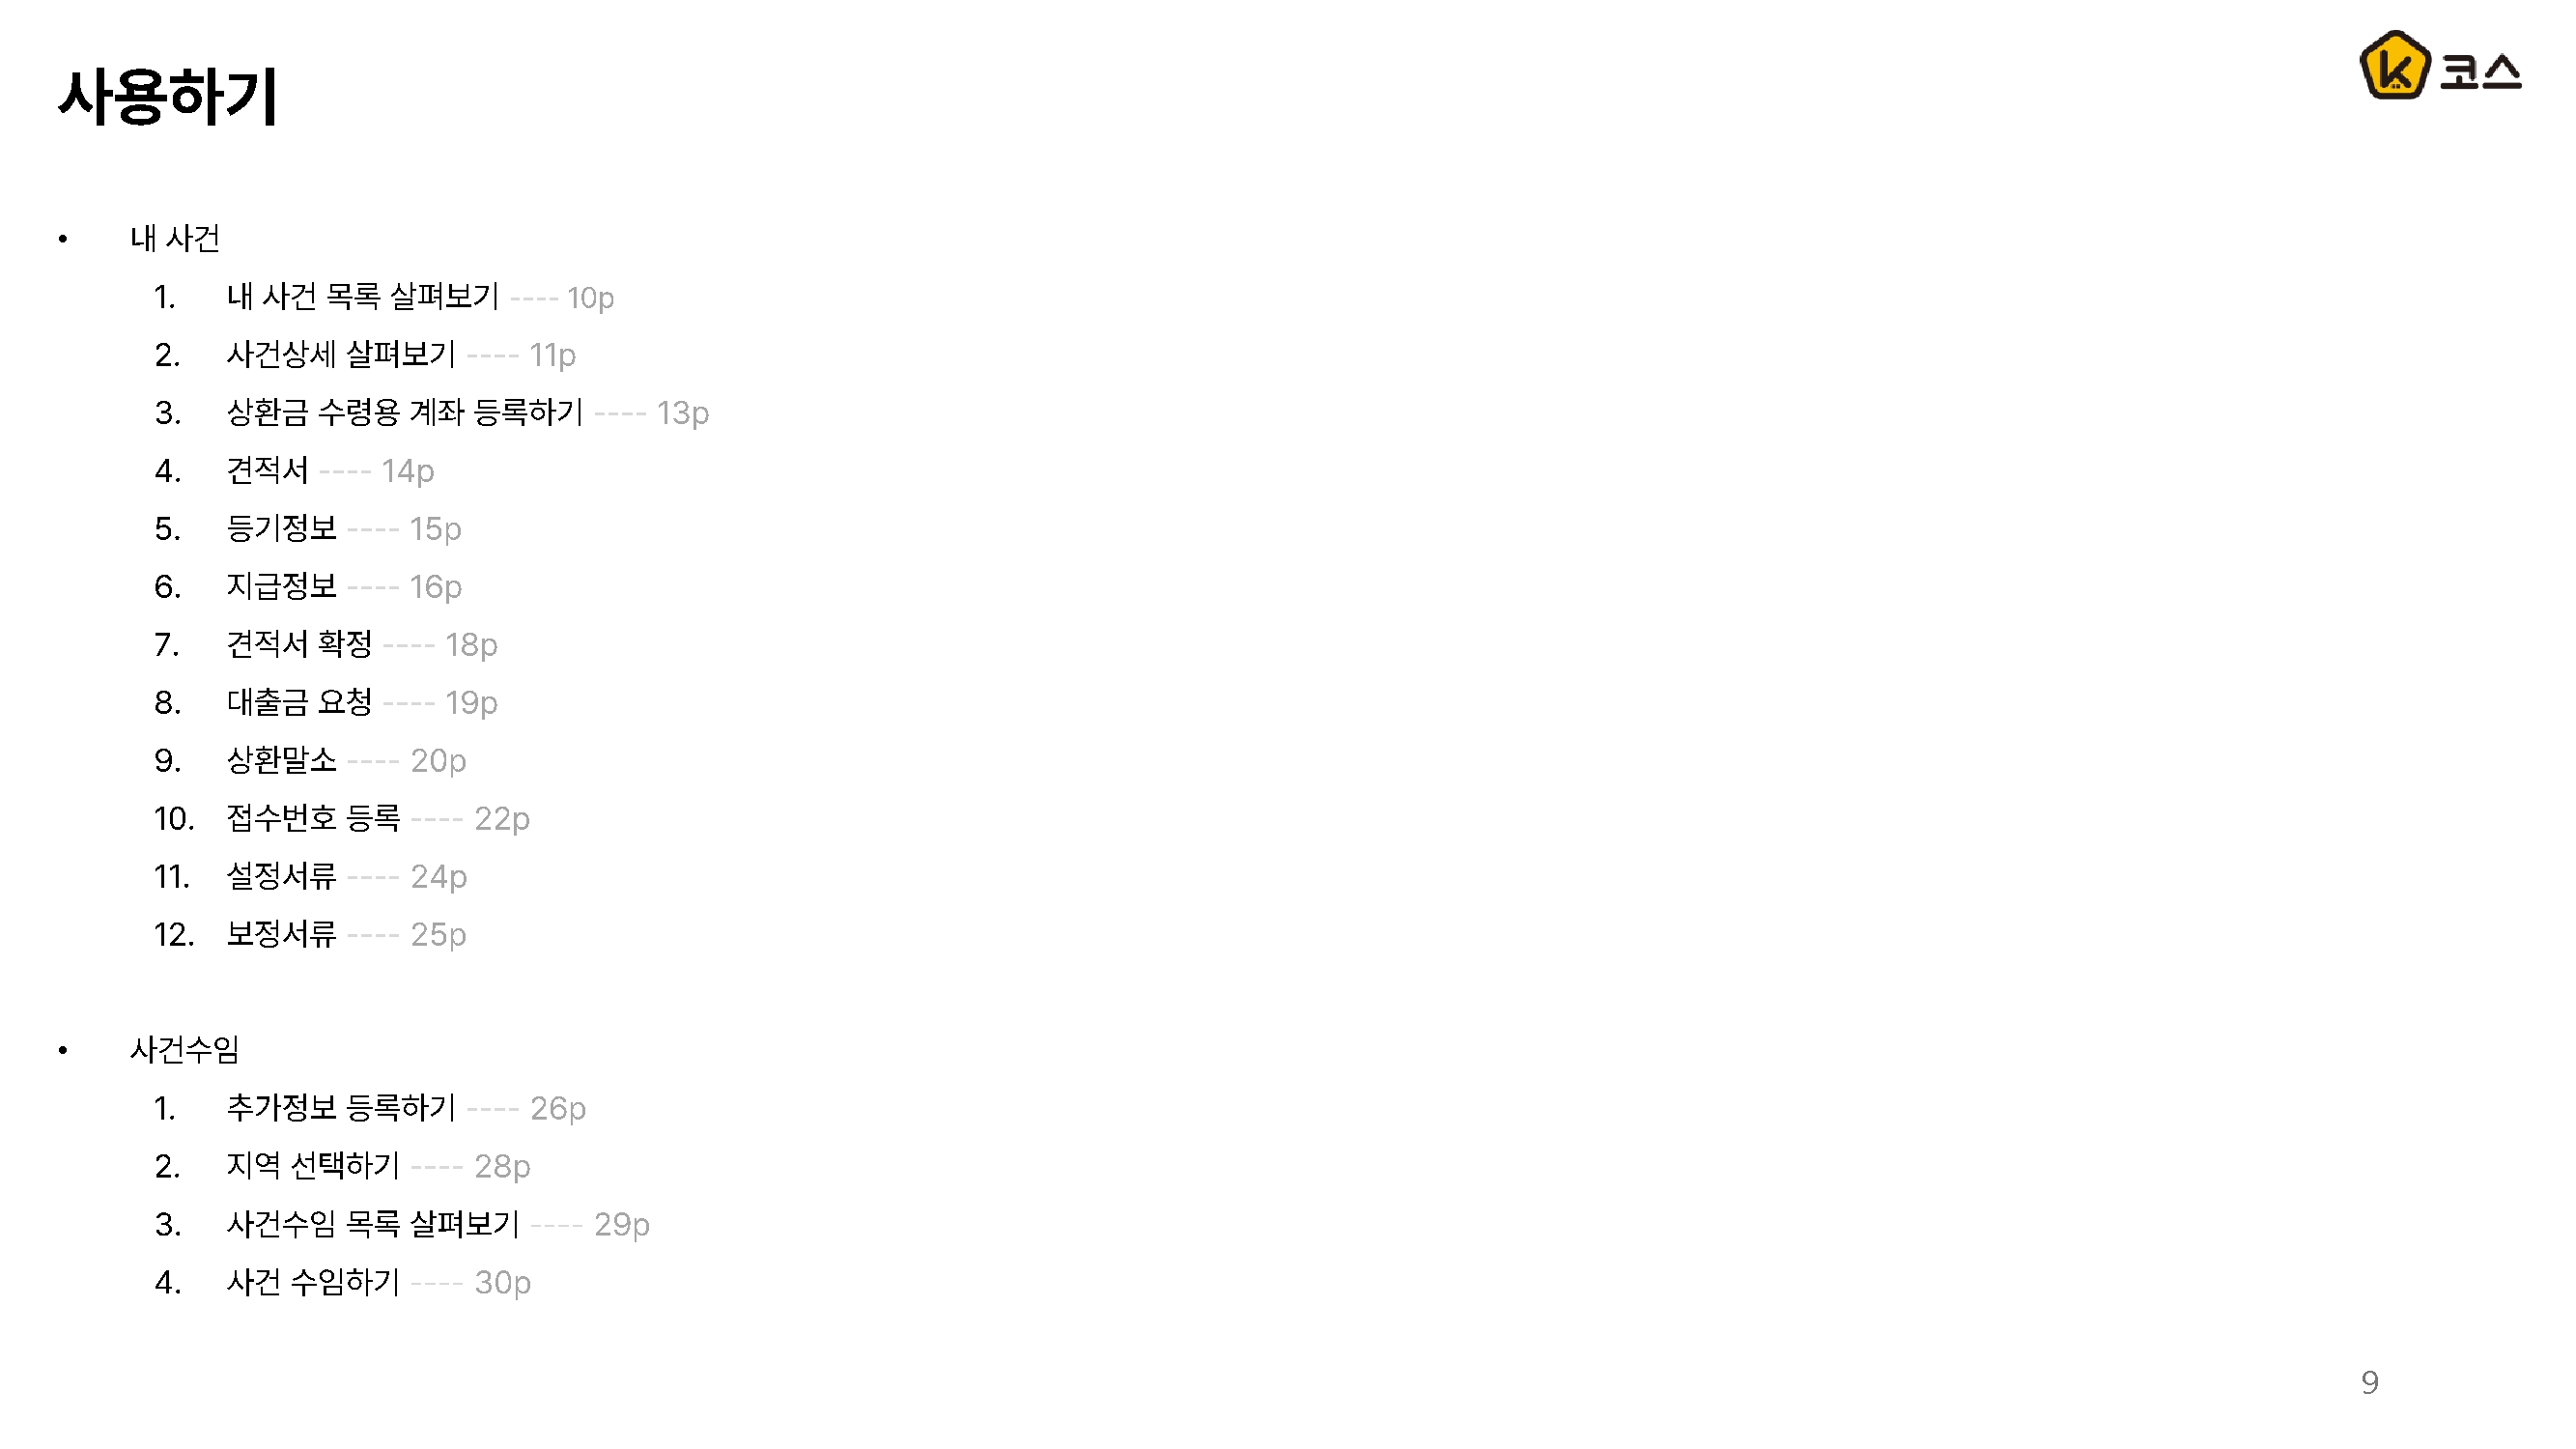 사용하기
k 코스
• 내 사건
1. 내 사건 목록 살펴보기 ---- 10p
2. 사건상세 살펴보기 ---- 11p
3. 상환금 수령용 계좌 등록하기 ---- 13p
4. 견적서 ---- 14p
5. 등기정보 ---- 15p
6. 지급정보 ---- 16p
7. 견적서 확정 ---- 18p
8. 대출금 요청 ---- 19p
9. 상환말소 ---- 20p
10. 접수번호 등록 ---- 22p
11. 설정서류 ---- 24p
12. 보정서류 ---- 25p
• 사건수임
1. 추가정보 등록하기 ---- 26p
2. 지역 선택하기 ---- 28p
3. 사건수임 목록 살펴보기 ---- 29p
4. 사건 수임하기 ---- 30p
9